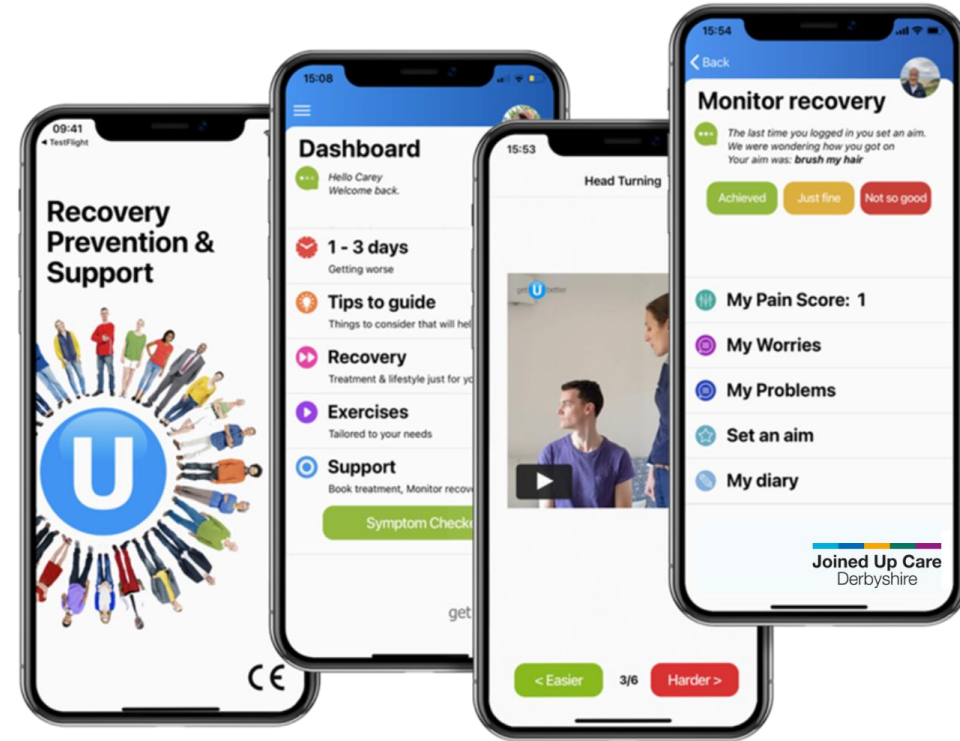 09:41
◀ TestFlight
Recovery
Prevention &
Support
U
CE
15:08
Dashboard
Hello Carey
Welcome back.
1 - 3 days
Getting worse
Tips to guide
Things to consider that will hel
Recovery
Treatment & lifestyle just for yo
Exercises
Tailored to your needs
Support
Book treatment, Monitor recove
Symptom Checke
get
15:53
Head Turning
get U better
< Easier
3/6
Harder >
15:54
Back
Monitor recovery
The last time you logged in you set an aim.
We were wondering how you got on
Your aim was: brush my hair
Achieved
Just fine
Not so good
My Pain Score: 1
My Worries
My Problems
Set an aim
My diary
Joined Up Care
Derbyshire